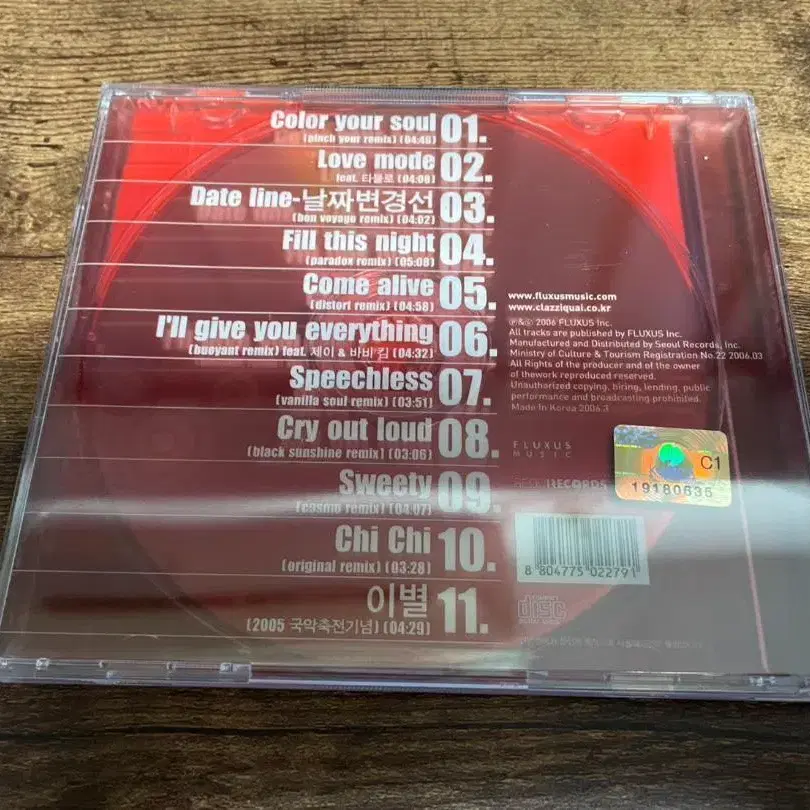 Color your soul 01.
(pinch your remix) (04:46)
Love mode 02.
feat. 타블로 (04:08)
Date line-날짜변경선 03.
(bon voyage remix) (04:02)
Fill this night 04.
(paradox remix) (05:08)
Come alive 05.
(distort remix) (04:58)
I'll give you everything 06.
(buoyant remix) feat. 제이 & 바비 킴 (04:32)
Speechless 07.
(vanilla soul remix) (03:51)
Cry out loud 08.
(black sunshine remix) (03:06)
Sweety 09.
(cosmo remix) (04:07)
Chi Chi 10.
(original remix) (03:28)
이별 11.
(2005 국악축전기념) (04:29)
www.fluxusmusic.com
www.clazziquai.co.kr
℗&© 2006 FLUXUS Inc.
All tracks are published by FLUXUS Inc.
Manufactured and Distributed by Seoul Records, Inc.
Ministry of Culture & Tourism Registration No.22 2006.03
All Rights of the producer and of the owner
of thework reproduced reserved.
Unauthorized copying, hiring, lending, public
performance and broadcasting prohibited.
Made in Korea 2006.3
FLUXUS
MUSIC
RECORDS
C1
19180635
8 804775 022791
COMPACT
disc
DIGITAL AUDIO